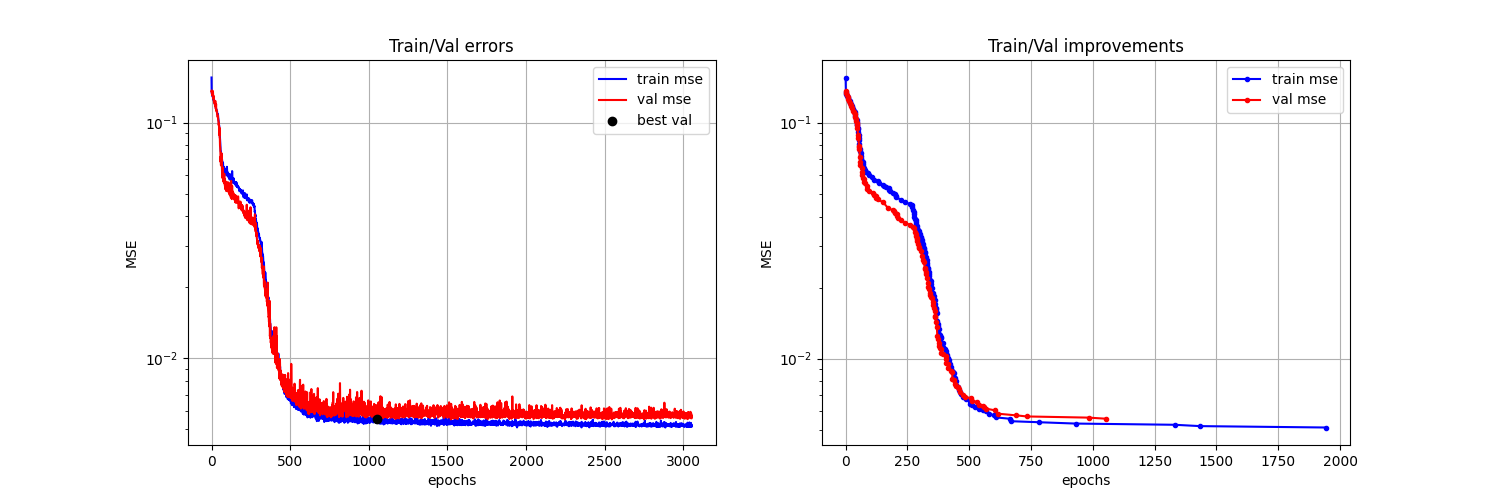 Train/Val errors
train mse
val mse
best val
10⁻¹
10⁻²
MSE
0 500 1000 1500 2000 2500 3000
epochs
Train/Val improvements
train mse
val mse
10⁻¹
10⁻²
MSE
0 250 500 750 1000 1250 1500 1750 2000
epochs